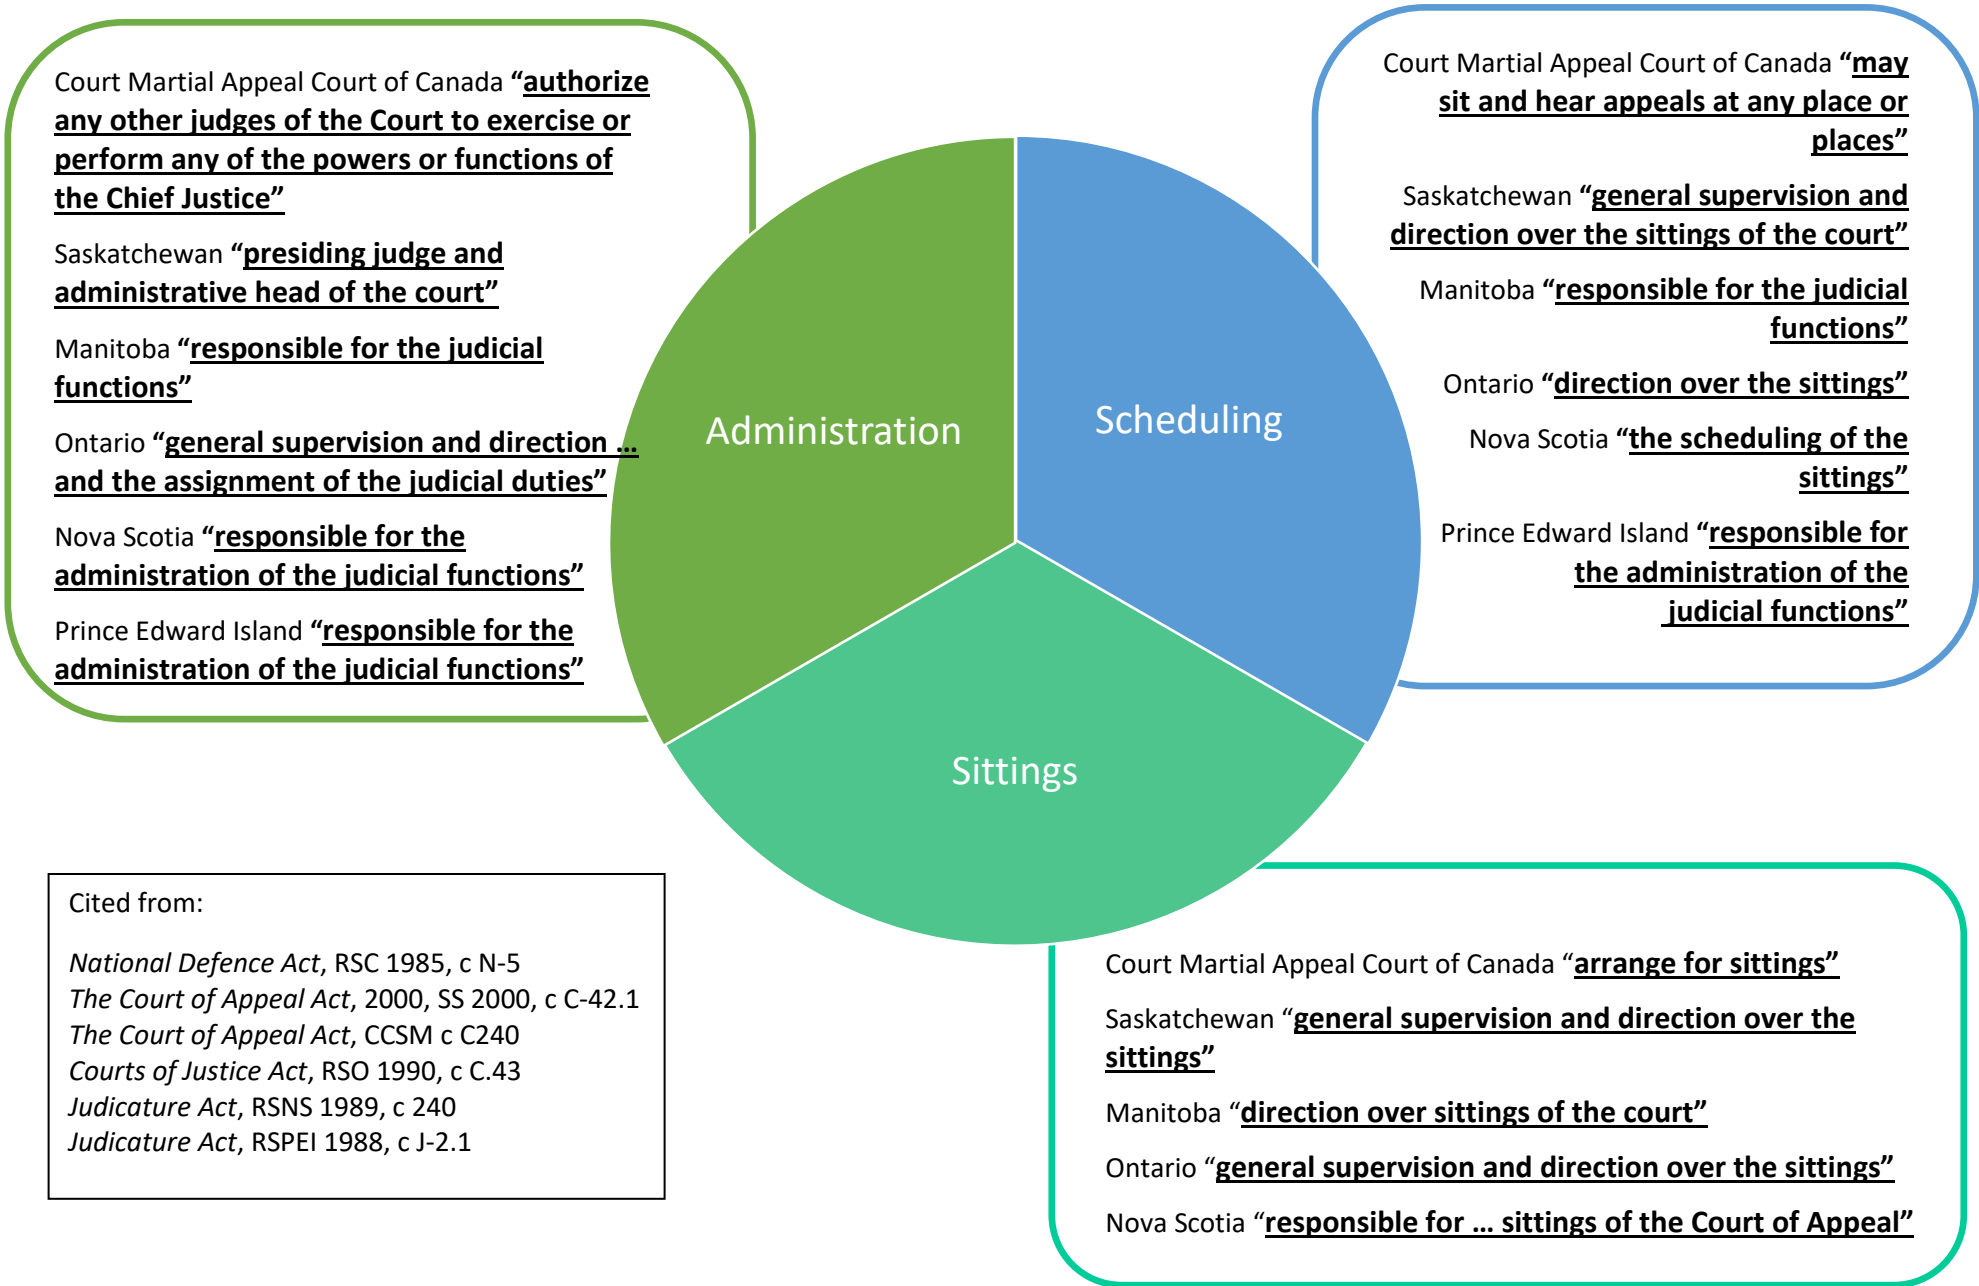 Court Martial Appeal Court of Canada “authorize
any other judges of the Court to exercise or
perform any of the powers or functions of
the Chief Justice”
Saskatchewan “presiding judge and
administrative head of the court”
Manitoba “responsible for the judicial
functions”
Ontario “general supervision and direction …
and the assignment of the judicial duties”
Nova Scotia “responsible for the
administration of the judicial functions”
Prince Edward Island “responsible for the
administration of the judicial functions”
Administration
Scheduling
Sittings
Court Martial Appeal Court of Canada “may
sit and hear appeals at any place or
places”
Saskatchewan “general supervision and
direction over the sittings of the court”
Manitoba “responsible for the judicial
functions”
Ontario “direction over the sittings”
Nova Scotia “the scheduling of the
sittings”
Prince Edward Island “responsible for
the administration of the
judicial functions”
Cited from:
National Defence Act, RSC 1985, c N-5
The Court of Appeal Act, 2000, SS 2000, c C-42.1
The Court of Appeal Act, CCSM c C240
Courts of Justice Act, RSO 1990, c C.43
Judicature Act, RSNS 1989, c 240
Judicature Act, RSPEI 1988, c J-2.1
Court Martial Appeal Court of Canada “arrange for sittings”
Saskatchewan “general supervision and direction over the
sittings”
Manitoba “direction over sittings of the court”
Ontario “general supervision and direction over the sittings”
Nova Scotia “responsible for … sittings of the Court of Appeal”